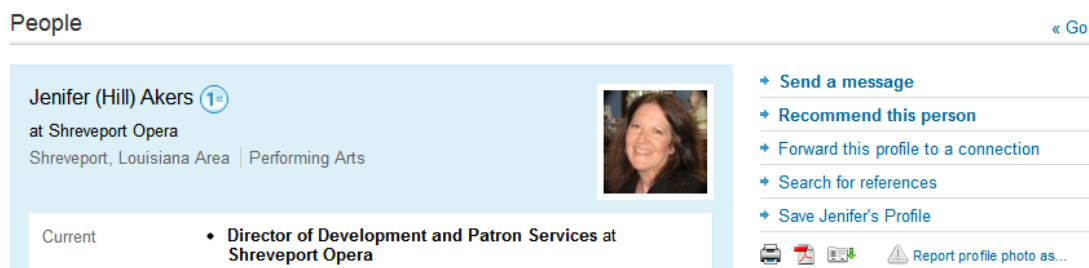 People
« Go
Jenifer (Hill) Akers 1st
at Shreveport Opera
Shreveport, Louisiana Area | Performing Arts
Current
• Director of Development and Patron Services at
Shreveport Opera
Send a message
Recommend this person
Forward this profile to a connection
Search for references
Save Jenifer's Profile
Report profile photo as...